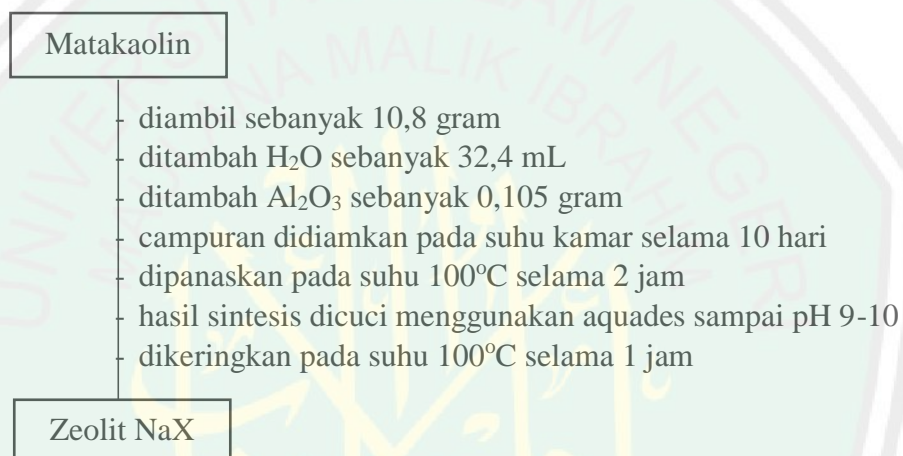 Matakaolin
- diambil sebanyak 10,8 gram
- ditambah H₂O sebanyak 32,4 mL
- ditambah Al₂O₃ sebanyak 0,105 gram
- campuran didiamkan pada suhu kamar selama 10 hari
- dipanaskan pada suhu 100°C selama 2 jam
- hasil sintesis dicuci menggunakan aquades sampai pH 9-10
- dikeringkan pada suhu 100°C selama 1 jam
Zeolit NaX